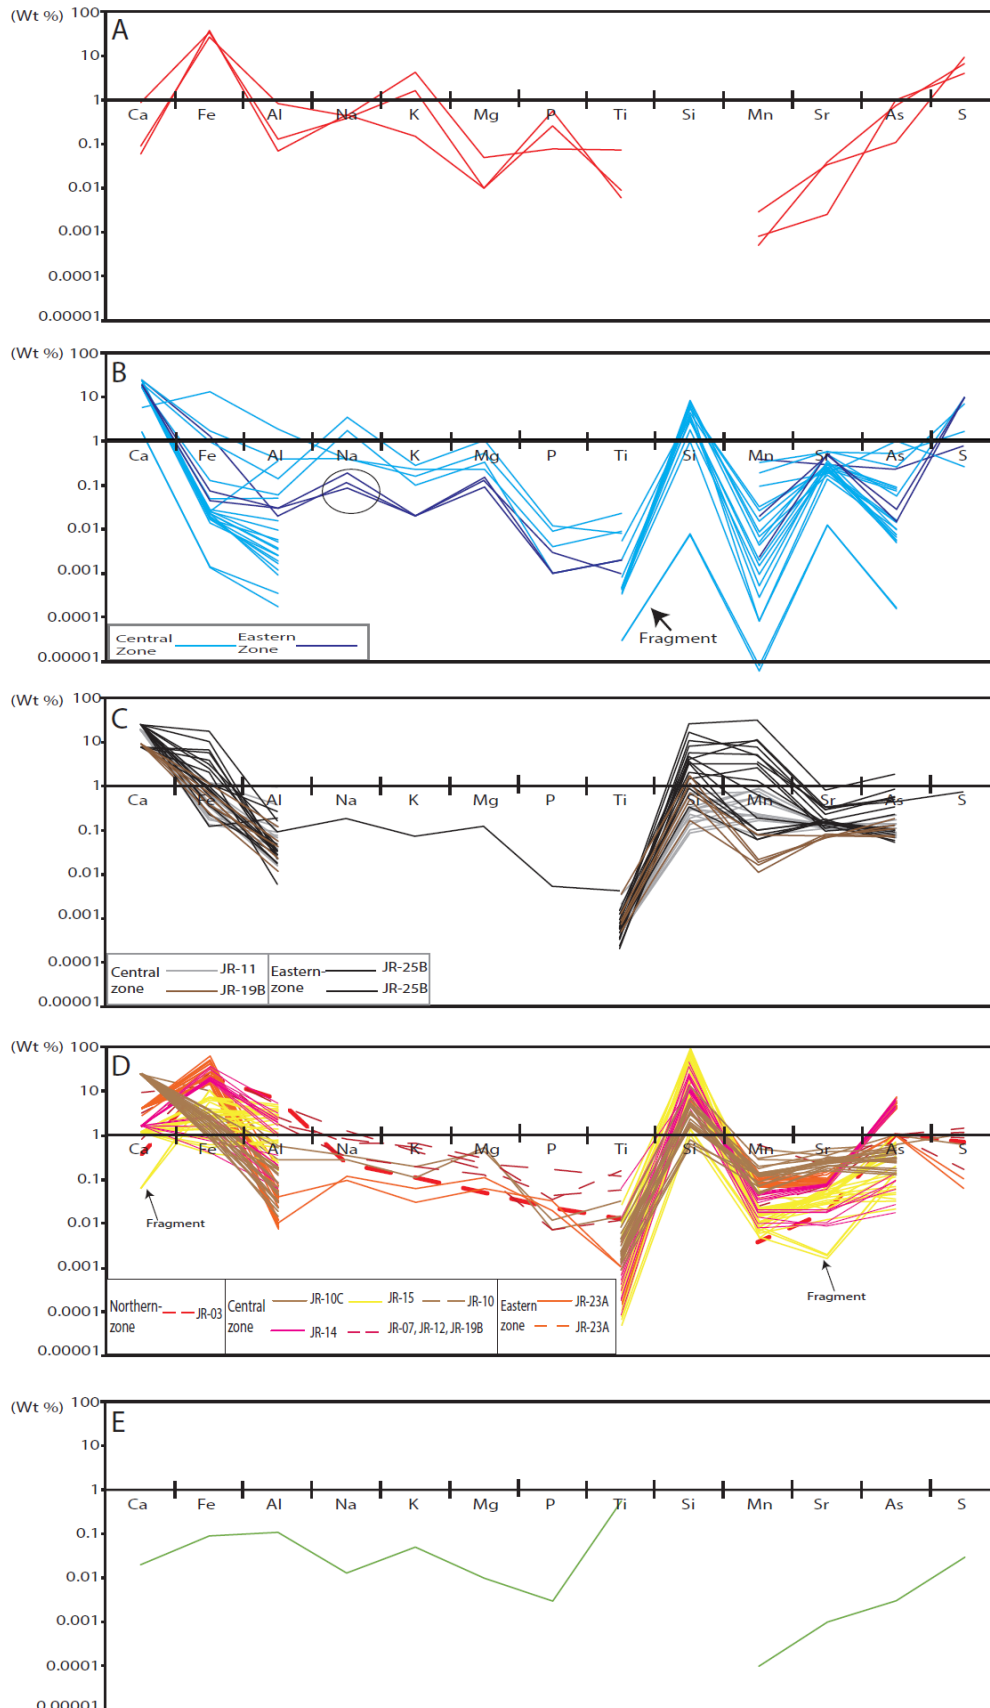 (Wt %) 100
A
10
1
Ca Fe Al Na K Mg P Ti Si Mn Sr As S
0.1
0.01
0.001
0.0001
0.00001
(Wt %) 100
B
10
1
Ca Fe Al Na K Mg P Ti Si Mn Sr As S
0.1
0.01
0.001
0.0001
Fragment
Central Zone Eastern Zone
0.00001
(Wt %) 100
C
10
1
Ca Fe Al Na K Mg P Ti Si Mn Sr As S
0.1
0.01
0.001
0.0001
Central zone JR-11 JR-19B Eastern- zone JR-25B JR-25B
0.00001
(Wt %) 100
D
10
1
Ca Fe Al Na K Mg P Ti Si Mn Sr As S
0.1
0.01
Fragment
0.001
Fragment
0.0001
Northern- zone JR-03 Central zone JR-10C JR-15 JR-10 JR-14 JR-07, JR-12, JR-19B Eastern zone JR-23A JR-23A
0.00001
(Wt %) 100
E
10
1
Ca Fe Al Na K Mg P Ti Si Mn Sr As S
0.1
0.01
0.001
0.0001
0.00001